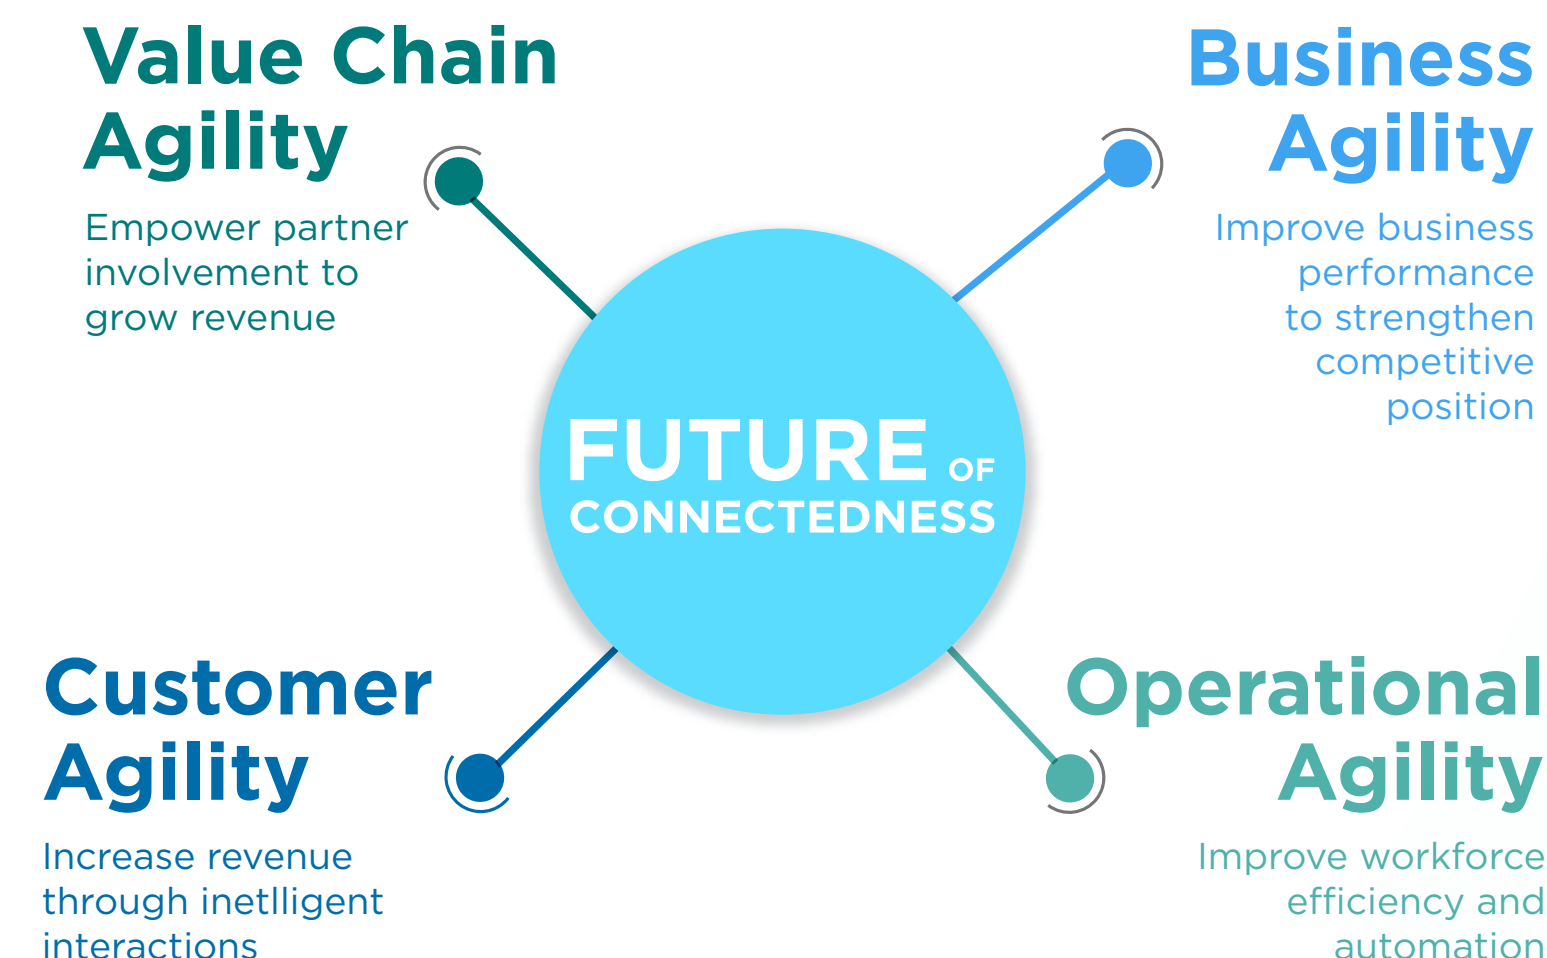 Value Chain
Agility
Empower partner
involvement to
grow revenue
Business
Agility
Improve business
performance
to strengthen
competitive
position
FUTURE OF
CONNECTEDNESS
Customer
Agility
Increase revenue
through inetlligent
interactions
Operational
Agility
Improve workforce
efficiency and
automation